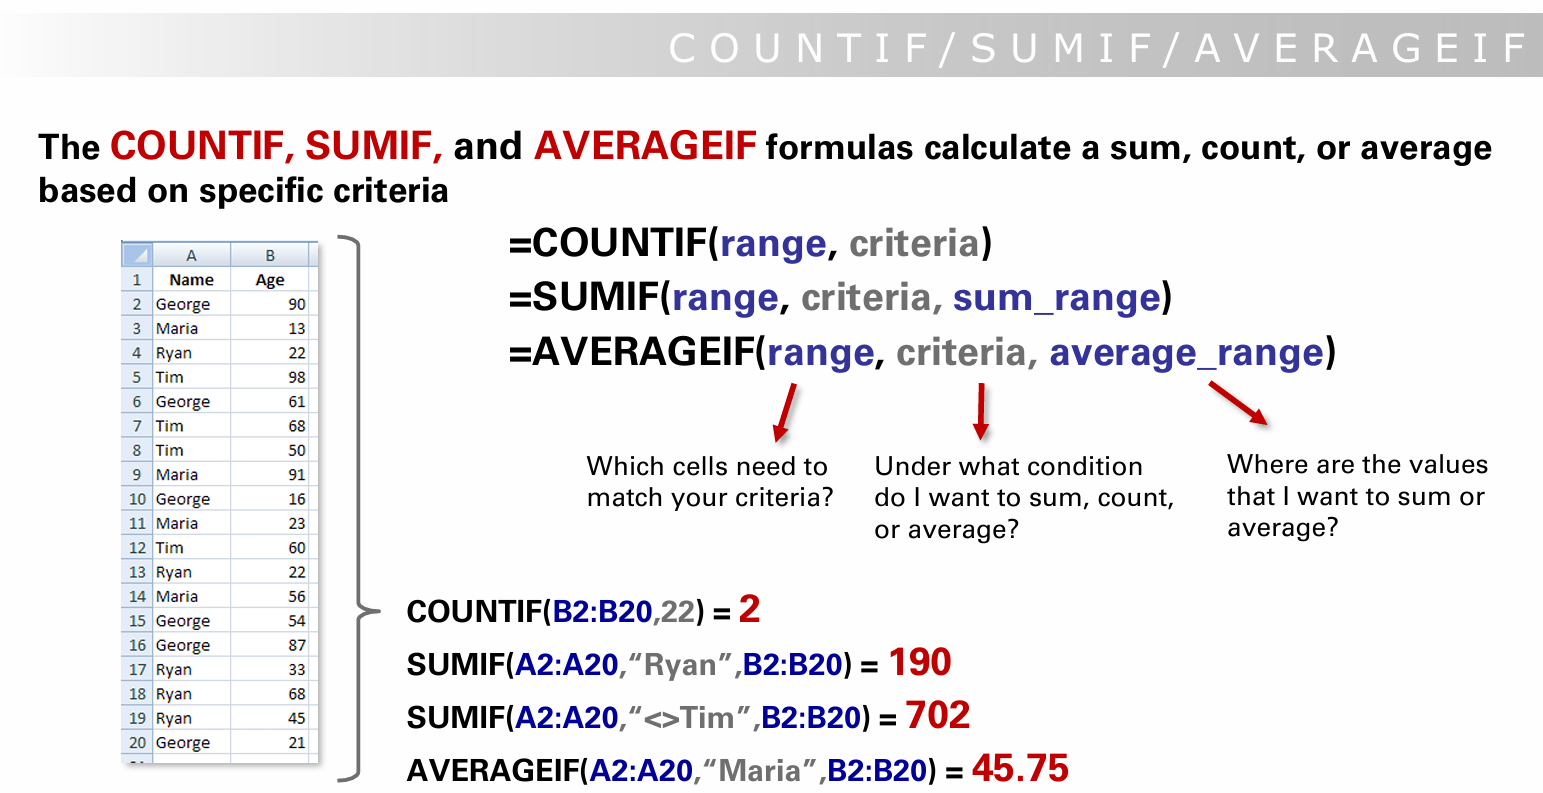 COUNTIF/SUMIF/AVERAGEIF
The COUNTIF, SUMIF, and AVERAGEIF formulas calculate a sum, count, or average
based on specific criteria
A B
1 Name Age
2 George 90
3 Maria 13
4 Ryan 22
5 Tim 98
6 George 61
7 Tim 68
8 Tim 50
9 Maria 91
10 George 16
11 Maria 23
12 Tim 60
13 Ryan 22
14 Maria 56
15 George 54
16 George 87
17 Ryan 33
18 Ryan 68
19 Ryan 45
20 George 21
=COUNTIF(range, criteria)
=SUMIF(range, criteria, sum_range)
=AVERAGEIF(range, criteria, average_range)
Which cells need to
match your criteria?
Under what condition
do I want to sum, count,
or average?
Where are the values
that I want to sum or
average?
COUNTIF(B2:B20,22) = 2
SUMIF(A2:A20,“Ryan”,B2:B20) = 190
SUMIF(A2:A20,“<>Tim”,B2:B20) = 702
AVERAGEIF(A2:A20,“Maria”,B2:B20) = 45.75